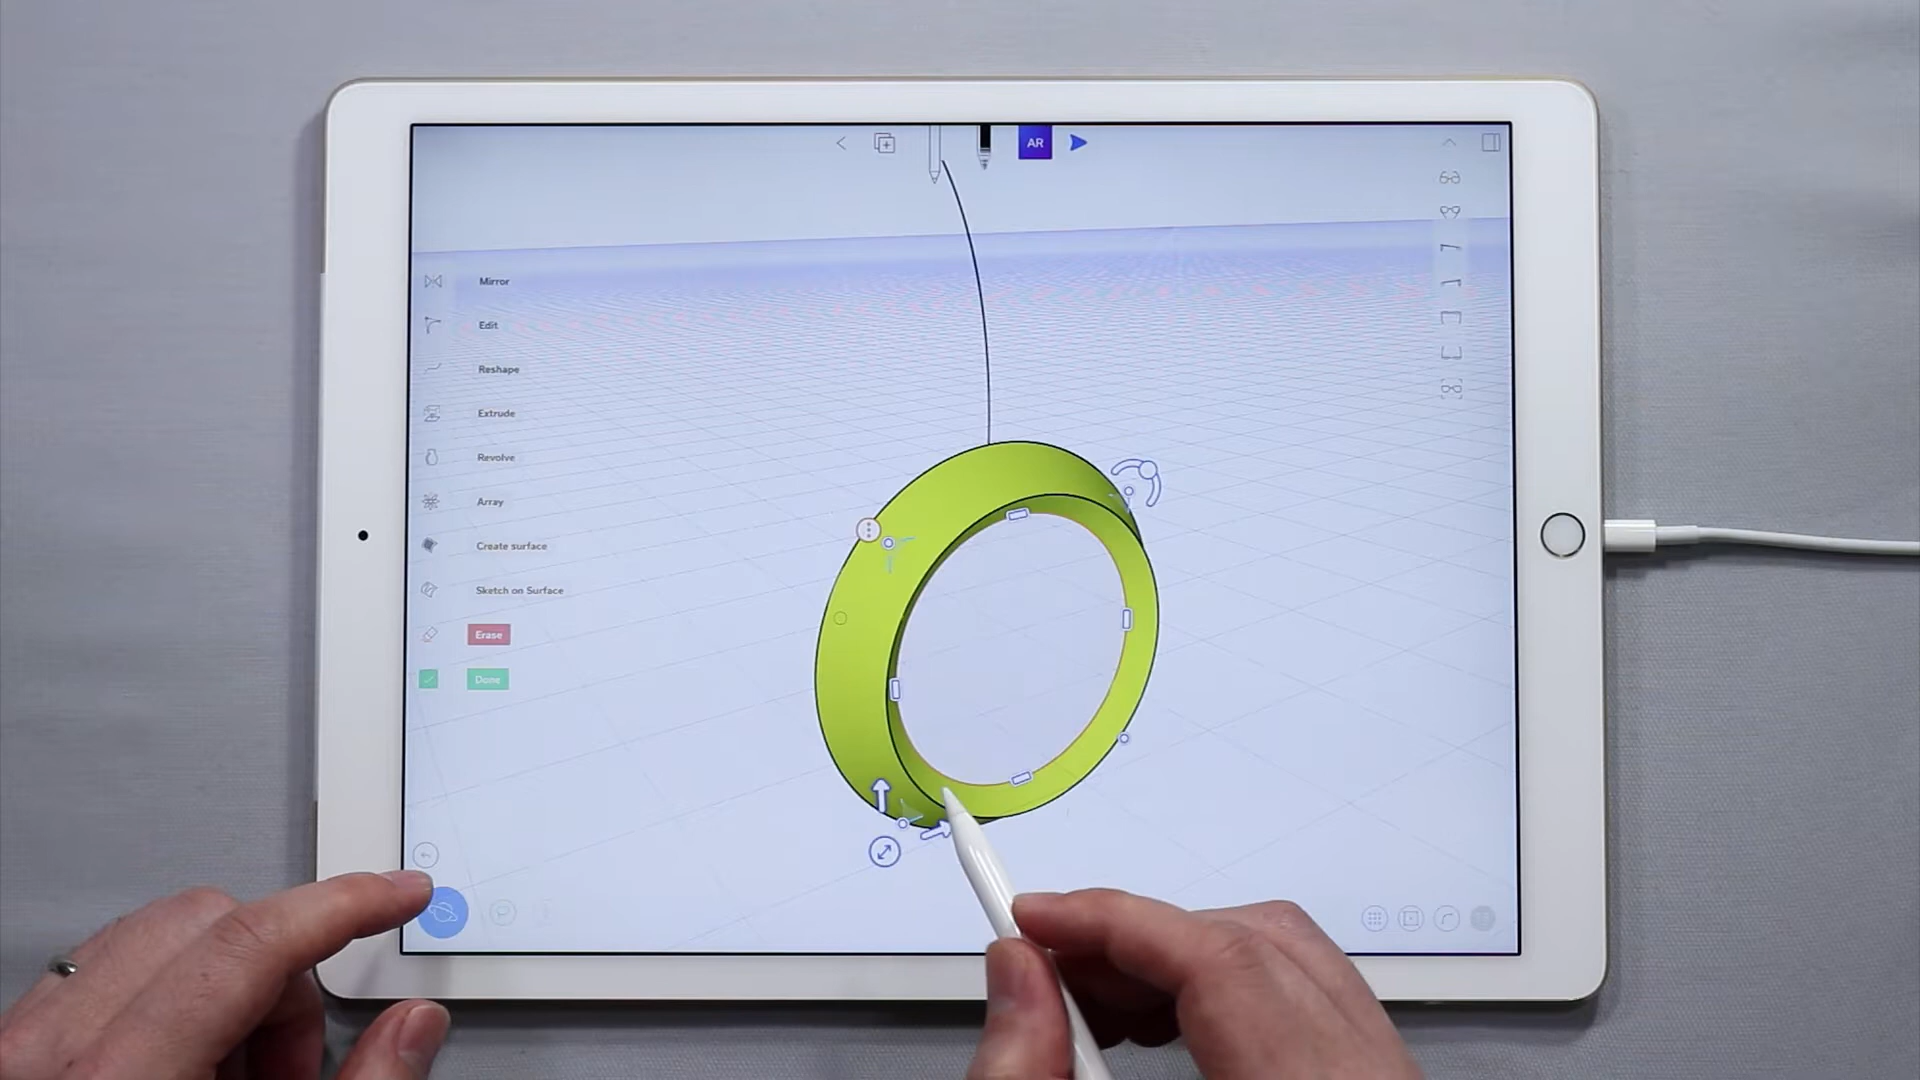 AR
Mirror
Edit
Reshape
Extrude
Revolve
Array
Create surface
Sketch on Surface
Erase
Done